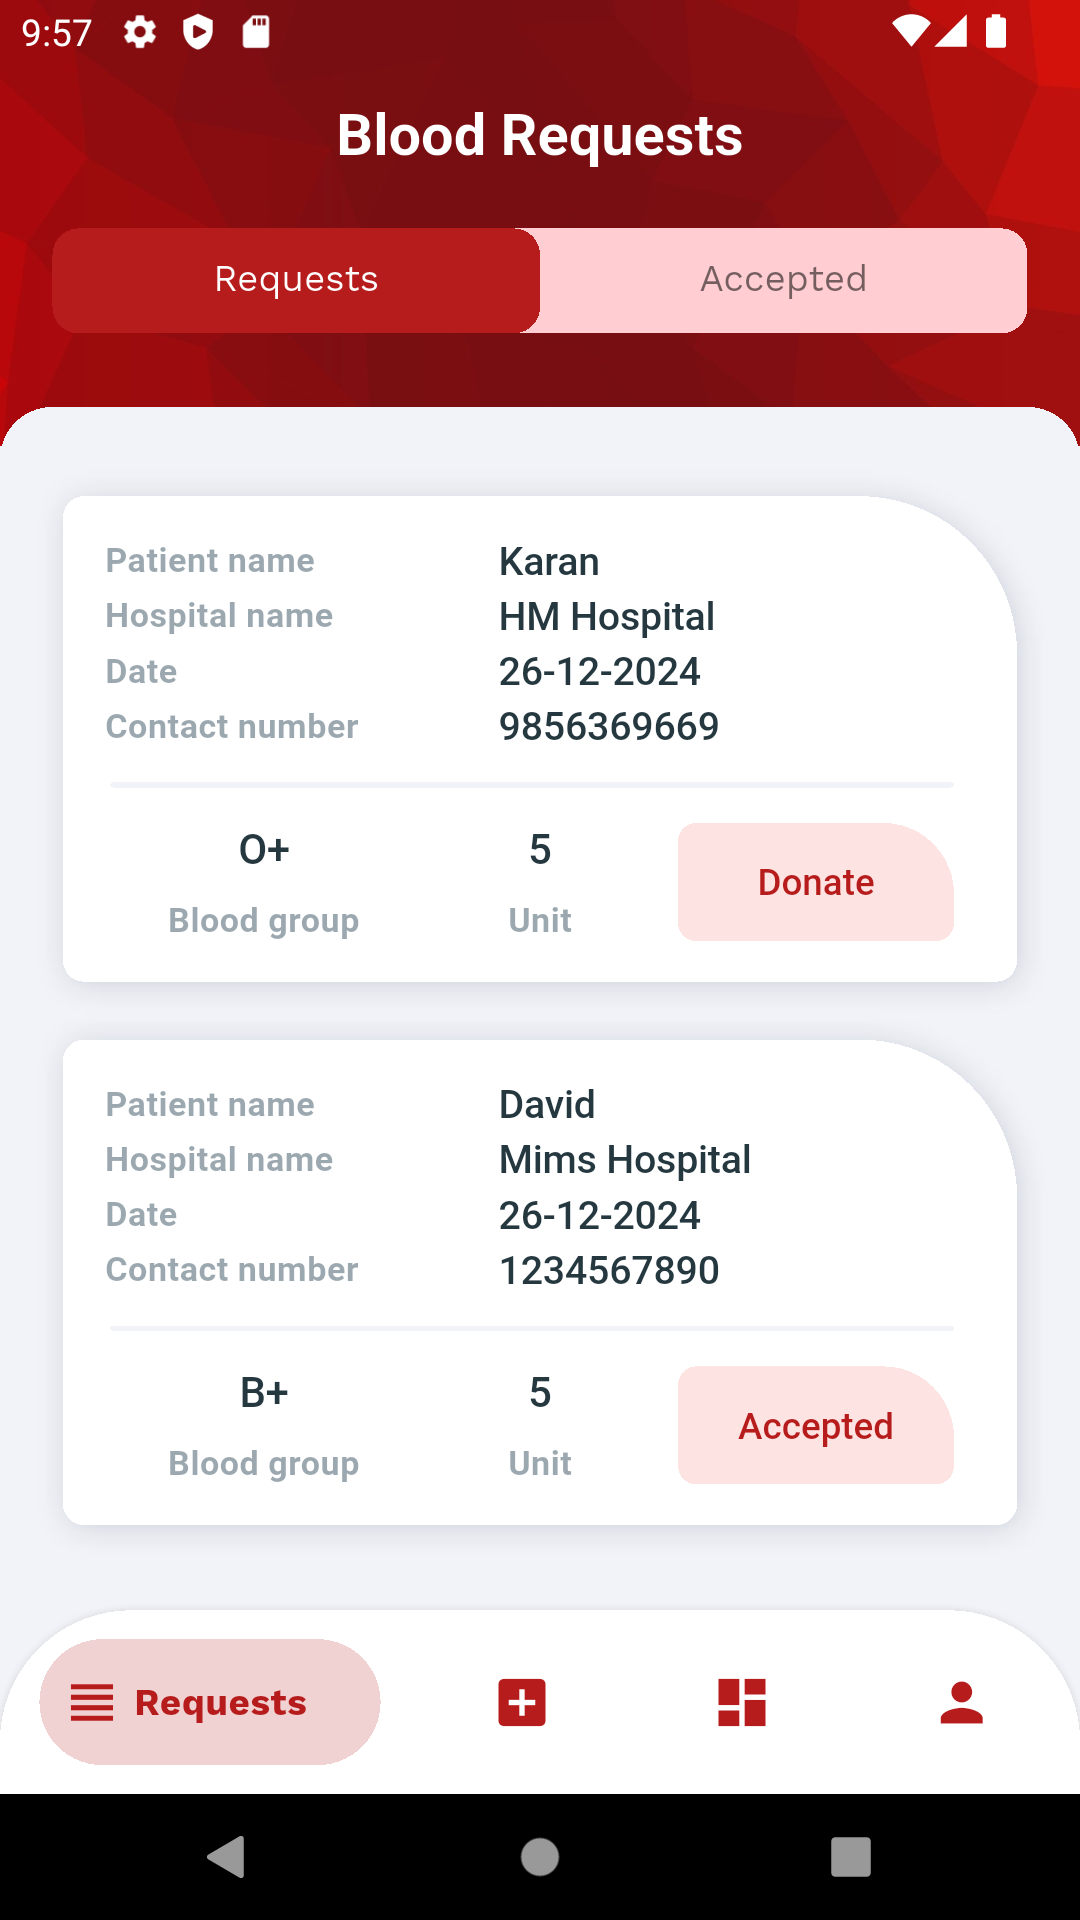 9:57
Blood Requests
Requests Accepted
Patient name Karan
Hospital name HM Hospital
Date 26-12-2024
Contact number 9856369669
O+ 5 Donate
Blood group Unit
Patient name David
Hospital name Mims Hospital
Date 26-12-2024
Contact number 1234567890
B+ 5 Accepted
Blood group Unit
Requests